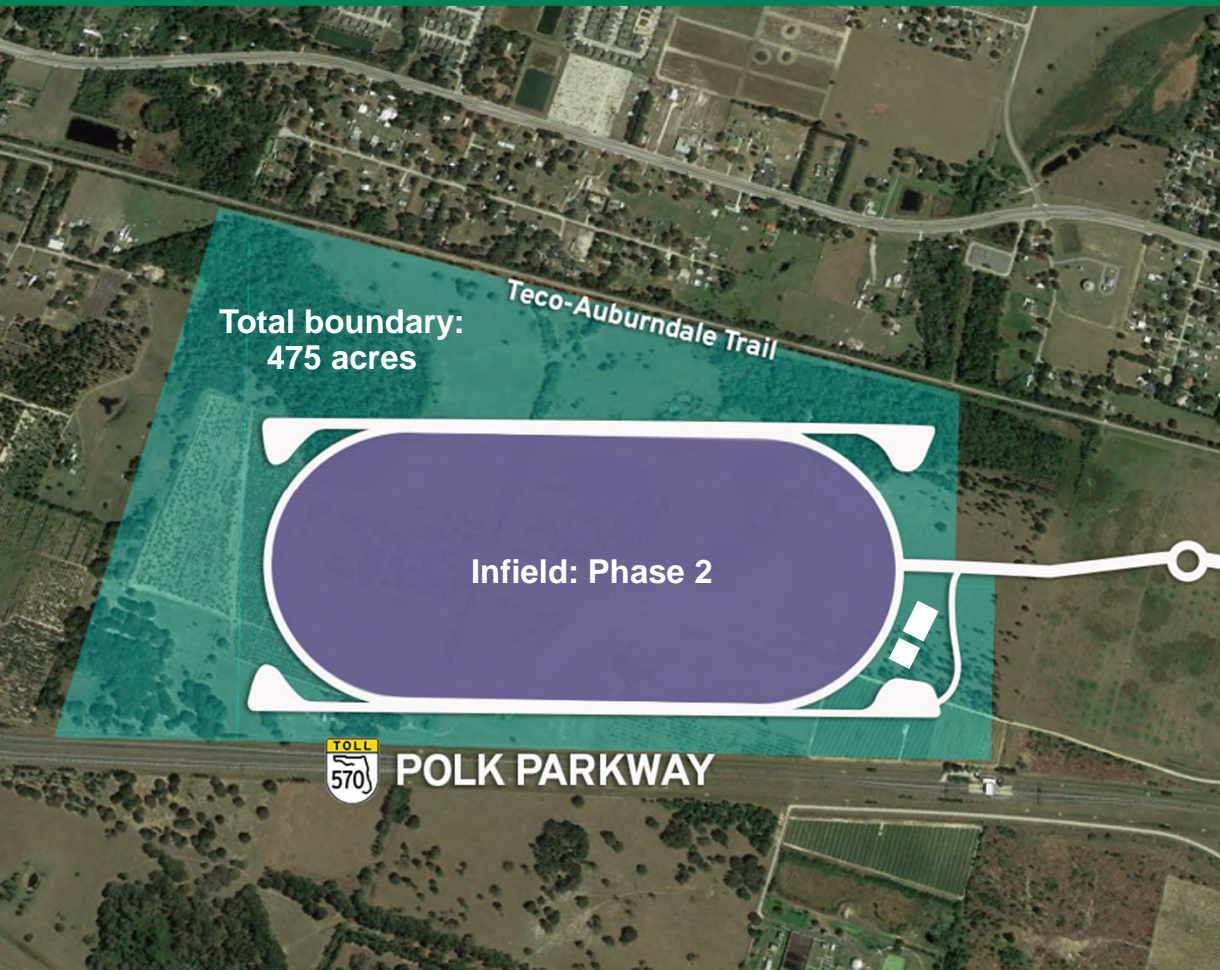 Teco-Auburndale Trail
Total boundary:
475 acres
Infield: Phase 2
TOLL
570
POLK PARKWAY